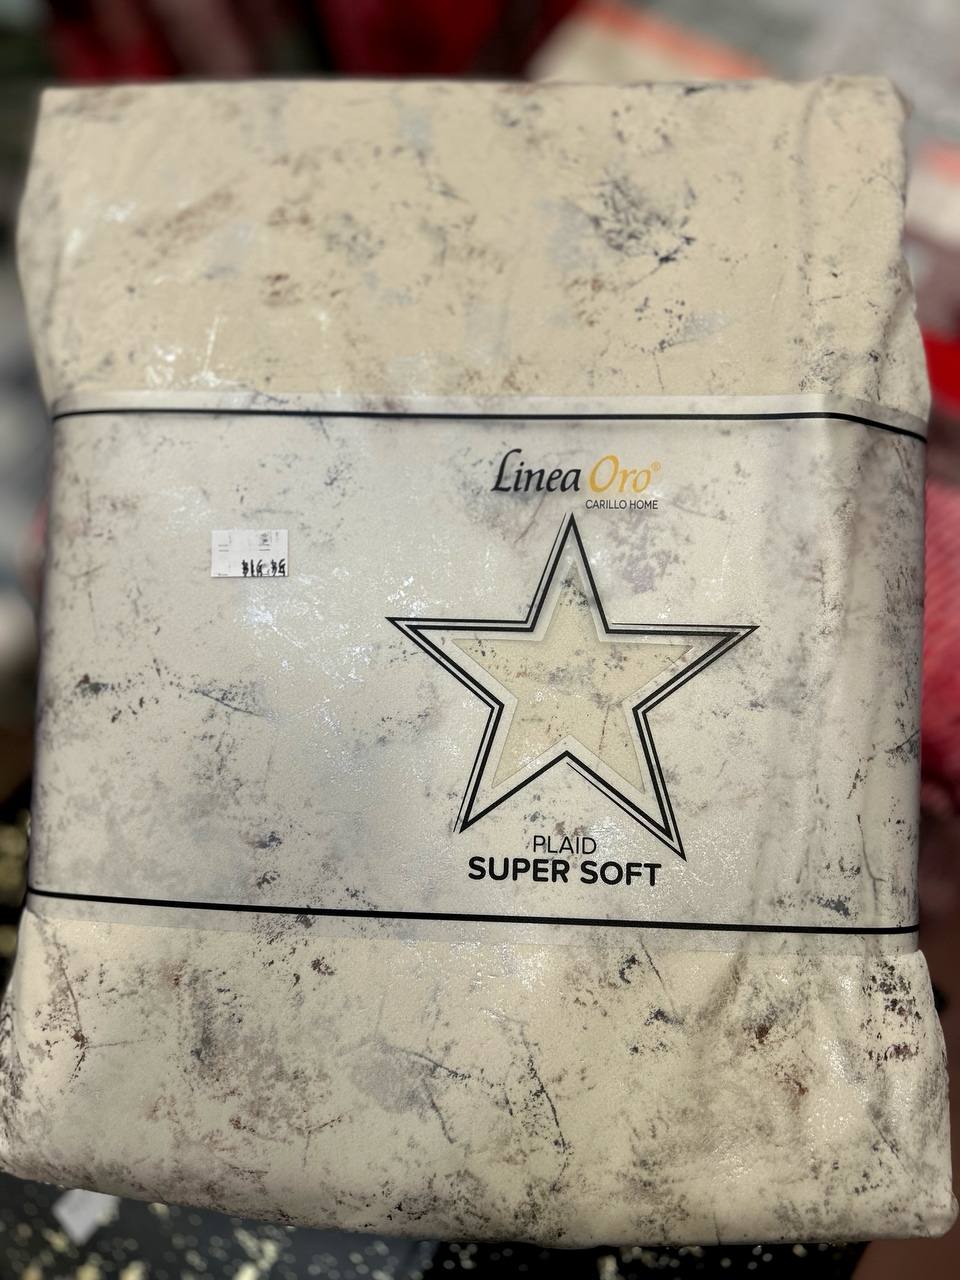 Linea Oro®
CARILLO HOME
PLAID
SUPER SOFT